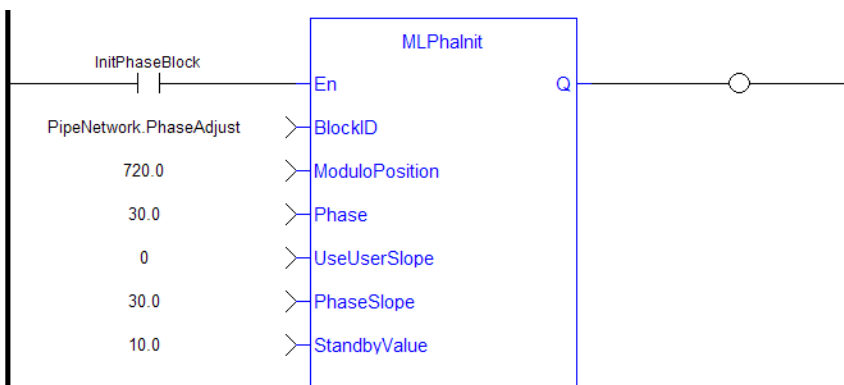 MLPhaInit
InitPhaseBlock
En Q
PipeNetwork.PhaseAdjust BlockID
720.0 ModuloPosition
30.0 Phase
0 UseUserSlope
30.0 PhaseSlope
10.0 StandbyValue